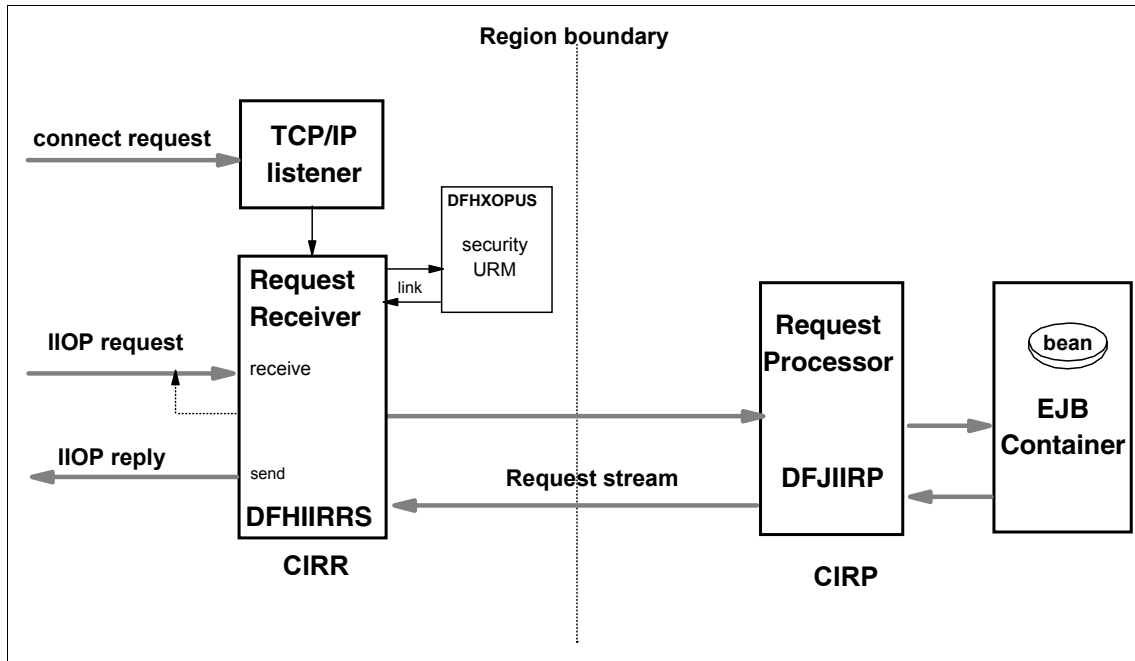 Region boundary
connect request
TCP/IP
listener
DFHXOPUS
security
URM
link
Request
Receiver
IIOP request
receive
IIOP reply
send
DFHIIRRS
CIRR
Request stream
Request
Processor
DFJIIRP
CIRP
bean
EJB
Container